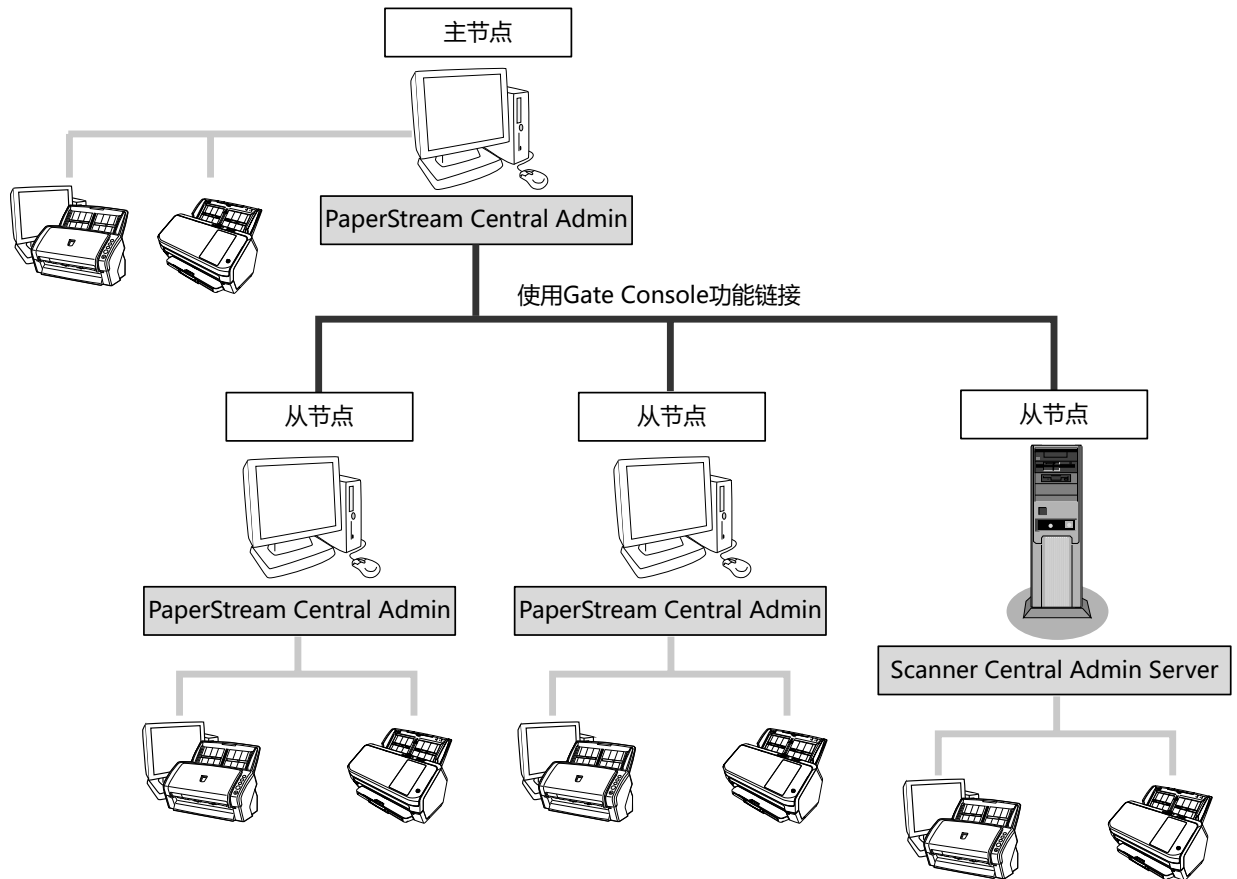 主节点
PaperStream Central Admin
使用Gate Console功能链接
从节点
从节点
从节点
PaperStream Central Admin
PaperStream Central Admin
Scanner Central Admin Server